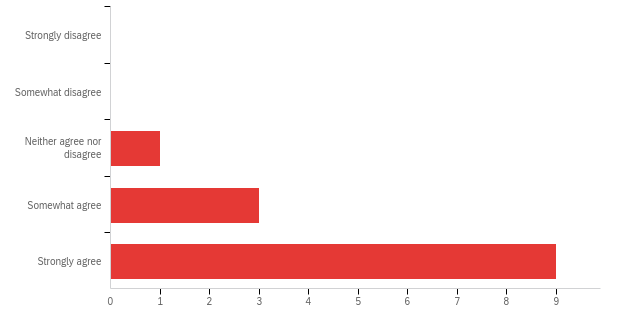 Strongly disagree
Somewhat disagree
Neither agree nor
disagree
Somewhat agree
Strongly agree
0 1 2 3 4 5 6 7 8 9